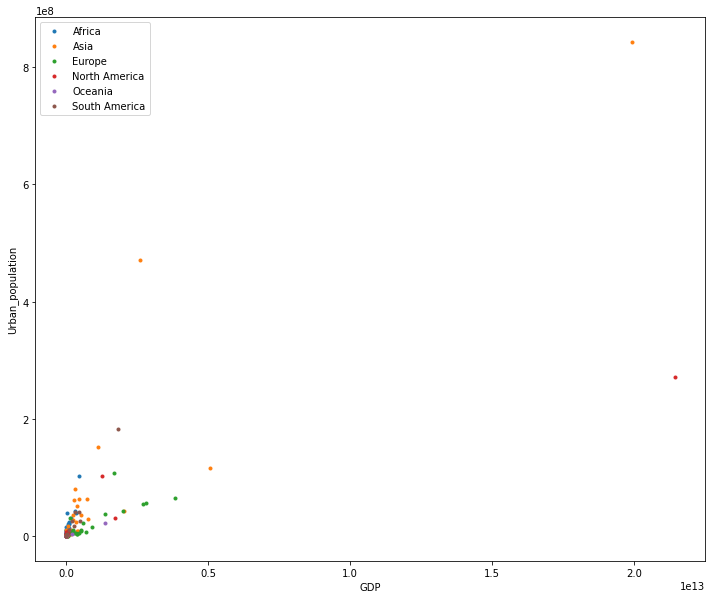 1e8
Africa
Asia
Europe
North America
Oceania
South America
8
6
4
2
0
Urban_population
0.0 0.5 1.0 1.5 2.0
1e13
GDP